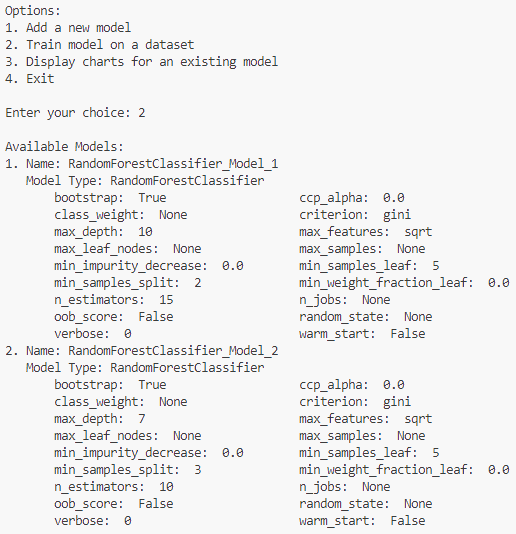 Options:
1. Add a new model
2. Train model on a dataset
3. Display charts for an existing model
4. Exit
Enter your choice: 2
Available Models:
1. Name: RandomForestClassifier_Model_1
Model Type: RandomForestClassifier
bootstrap: True ccp_alpha: 0.0
class_weight: None criterion: gini
max_depth: 10 max_features: sqrt
max_leaf_nodes: None max_samples: None
min_impurity_decrease: 0.0 min_samples_leaf: 5
min_samples_split: 2 min_weight_fraction_leaf: 0.0
n_estimators: 15 n_jobs: None
oob_score: False random_state: None
verbose: 0 warm_start: False
2. Name: RandomForestClassifier_Model_2
Model Type: RandomForestClassifier
bootstrap: True ccp_alpha: 0.0
class_weight: None criterion: gini
max_depth: 7 max_features: sqrt
max_leaf_nodes: None max_samples: None
min_impurity_decrease: 0.0 min_samples_leaf: 5
min_samples_split: 3 min_weight_fraction_leaf: 0.0
n_estimators: 10 n_jobs: None
oob_score: False random_state: None
verbose: 0 warm_start: False